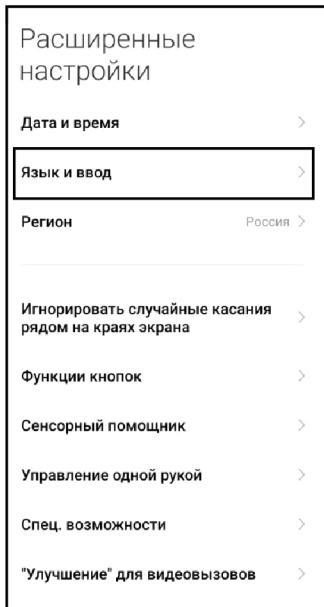 Расширенные
настройки
Дата и время
Язык и ввод
Регион Россия
Игнорировать случайные касания
рядом на краях экрана
Функции кнопок
Сенсорный помощник
Управление одной рукой
Спец. возможности
"Улучшение" для видеовызовов